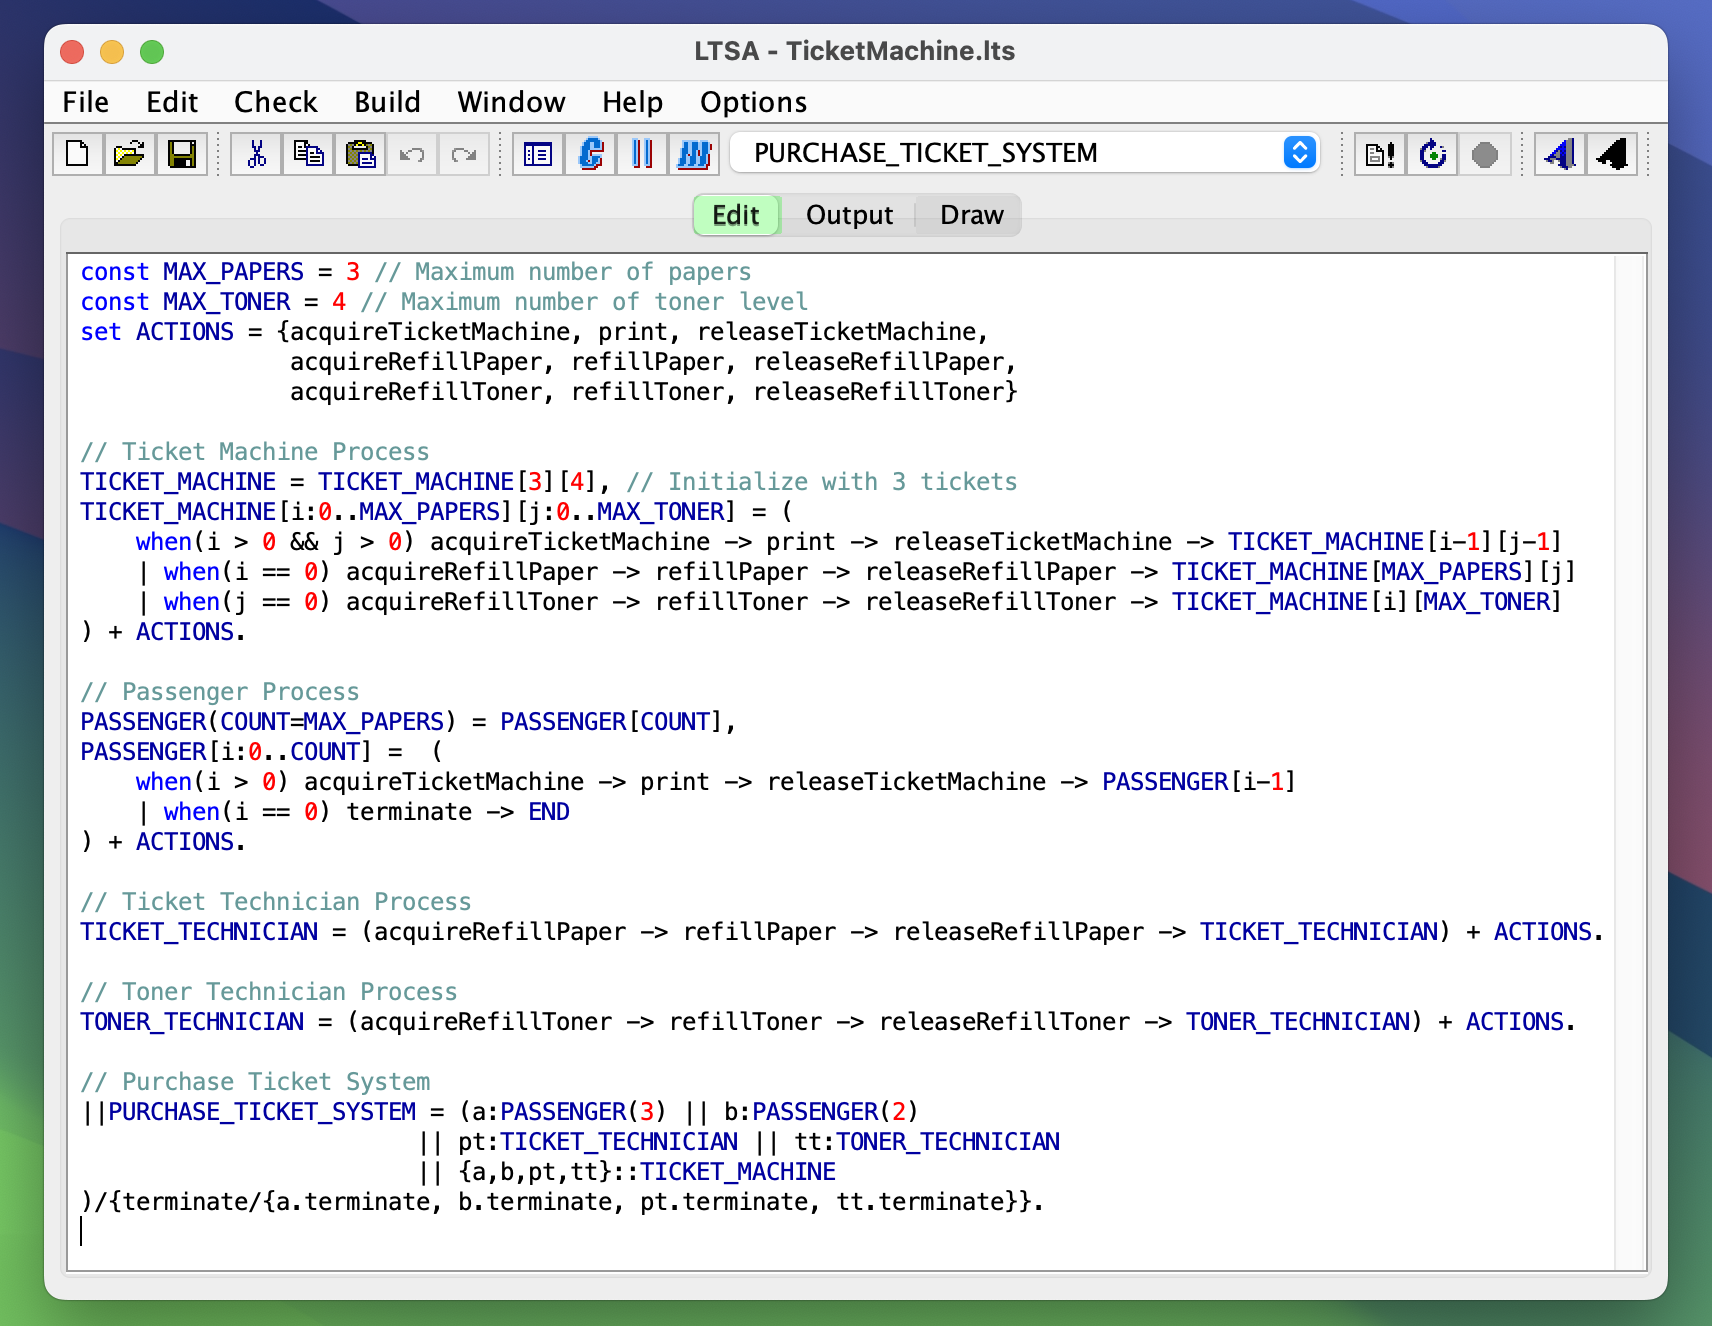 LTSA - TicketMachine.lts
File Edit Check Build Window Help Options
PURCHASE_TICKET_SYSTEM
Edit Output Draw
const MAX_PAPERS = 3 // Maximum number of papers
const MAX_TONER = 4 // Maximum number of toner level
set ACTIONS = {acquireTicketMachine, print, releaseTicketMachine,
               acquireRefillPaper, refillPaper, releaseRefillPaper,
               acquireRefillToner, refillToner, releaseRefillToner}

// Ticket Machine Process
TICKET_MACHINE = TICKET_MACHINE[3][4], // Initialize with 3 tickets
TICKET_MACHINE[i:0..MAX_PAPERS][j:0..MAX_TONER] = (
    when(i > 0 && j > 0) acquireTicketMachine -> print -> releaseTicketMachine -> TICKET_MACHINE[i-1][j-1]
    | when(i == 0) acquireRefillPaper -> refillPaper -> releaseRefillPaper -> TICKET_MACHINE[MAX_PAPERS][j]
    | when(j == 0) acquireRefillToner -> refillToner -> releaseRefillToner -> TICKET_MACHINE[i][MAX_TONER]
) + ACTIONS.

// Passenger Process
PASSENGER(COUNT=MAX_PAPERS) = PASSENGER[COUNT],
PASSENGER[i:0..COUNT] =  (
    when(i > 0) acquireTicketMachine -> print -> releaseTicketMachine -> PASSENGER[i-1]
    | when(i == 0) terminate -> END
) + ACTIONS.

// Ticket Technician Process
TICKET_TECHNICIAN = (acquireRefillPaper -> refillPaper -> releaseRefillPaper -> TICKET_TECHNICIAN) + ACTIONS.

// Toner Technician Process
TONER_TECHNICIAN = (acquireRefillToner -> refillToner -> releaseRefillToner -> TONER_TECHNICIAN) + ACTIONS.

// Purchase Ticket System
||PURCHASE_TICKET_SYSTEM = (a:PASSENGER(3) || b:PASSENGER(2)
                        || pt:TICKET_TECHNICIAN || tt:TONER_TECHNICIAN
                        || {a,b,pt,tt}::TICKET_MACHINE
)/{terminate/{a.terminate, b.terminate, pt.terminate, tt.terminate}}.